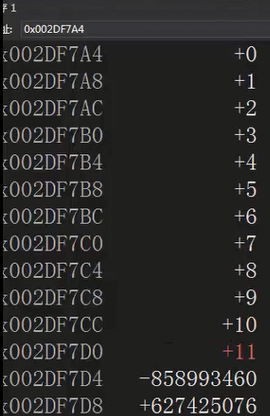 序 1
址: 0x002DF7A4
x002DF7A4 +0
x002DF7A8 +1
x002DF7AC +2
x002DF7B0 +3
x002DF7B4 +4
x002DF7B8 +5
x002DF7BC +6
x002DF7C0 +7
x002DF7C4 +8
x002DF7C8 +9
x002DF7CC +10
x002DF7D0 +11
x002DF7D4 -858993460
x002DF7D8 +627425076